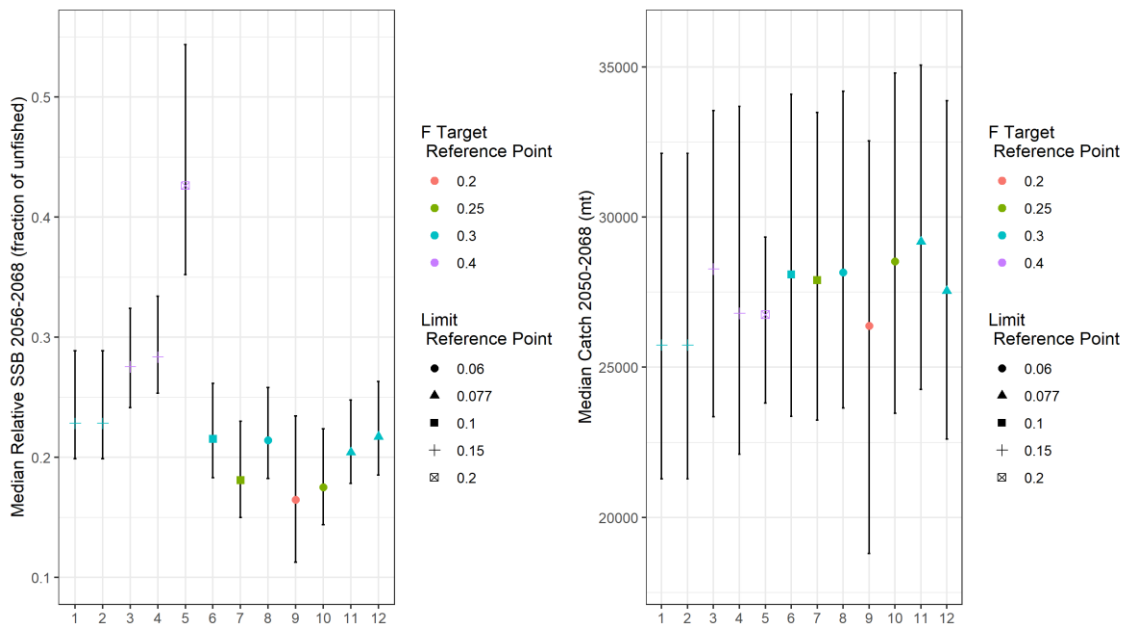 Median Relative SSB 2056-2068 (fraction of unfished)
0.5
0.4
0.3
0.2
0.1
1 2 3 4 5 6 7 8 9 10 11 12
F Target
Reference Point
0.2
0.25
0.3
0.4
Limit
Reference Point
0.06
0.077
0.1
0.15
0.2
Median Catch 2050-2068 (mt)
35000
30000
25000
20000
1 2 3 4 5 6 7 8 9 10 11 12
F Target
Reference Point
0.2
0.25
0.3
0.4
Limit
Reference Point
0.06
0.077
0.1
0.15
0.2